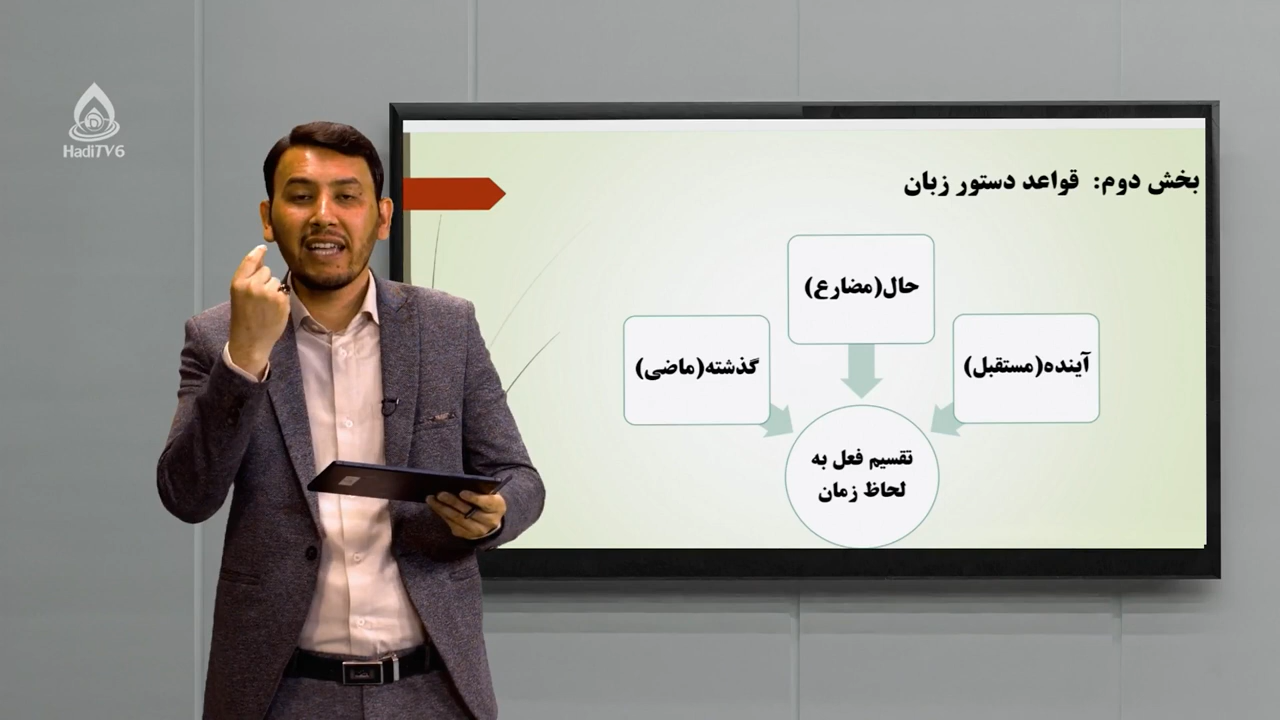 HadiTV6
بخش دوم: قواعد دستور زبان
حال(مضارع)
آینده(مستقبل)
گذشته(ماضی)
تقسیم فعل به
لحاظ زمان